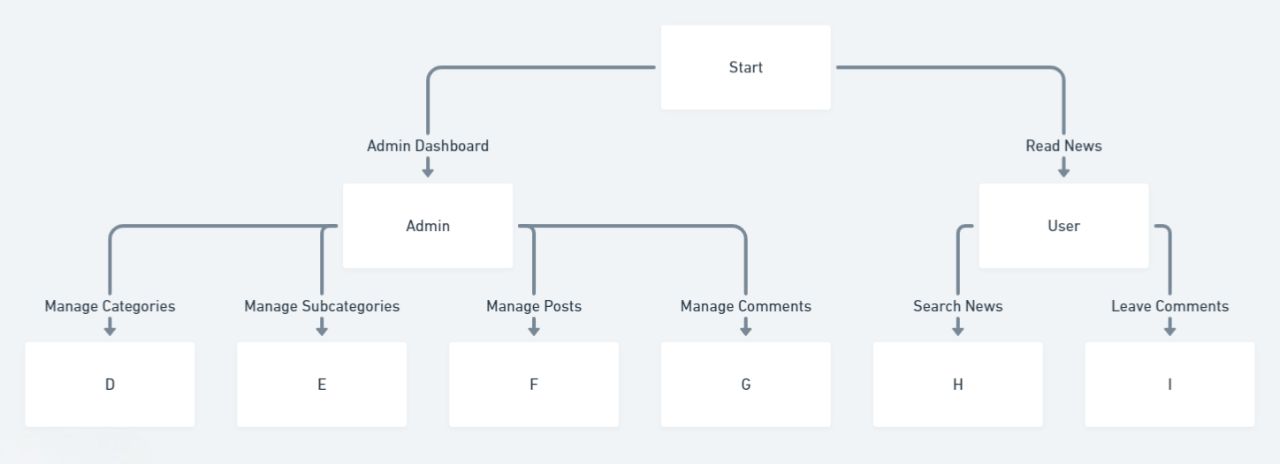 Start
Admin Dashboard
Read News
Admin
User
Manage Categories
Manage Subcategories
Manage Posts
Manage Comments
Search News
Leave Comments
D
E
F
G
H
I